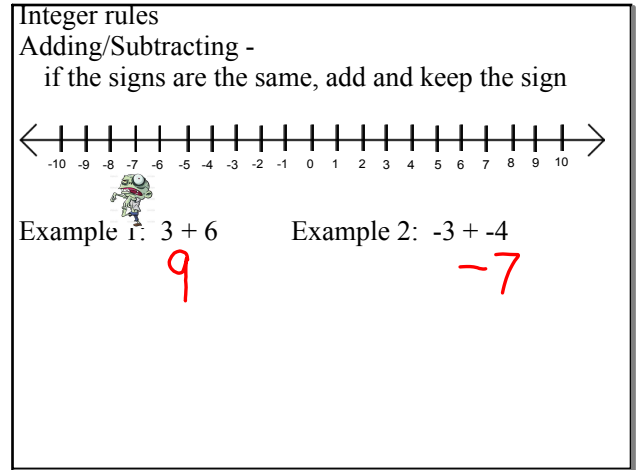 Integer rules
Adding/Subtracting -
if the signs are the same, add and keep the sign
-10 -9 -8 -7 -6 -5 -4 -3 -2 -1 0 1 2 3 4 5 6 7 8 9 10
Example 1: 3 + 6 Example 2: -3 + -4
9 -7